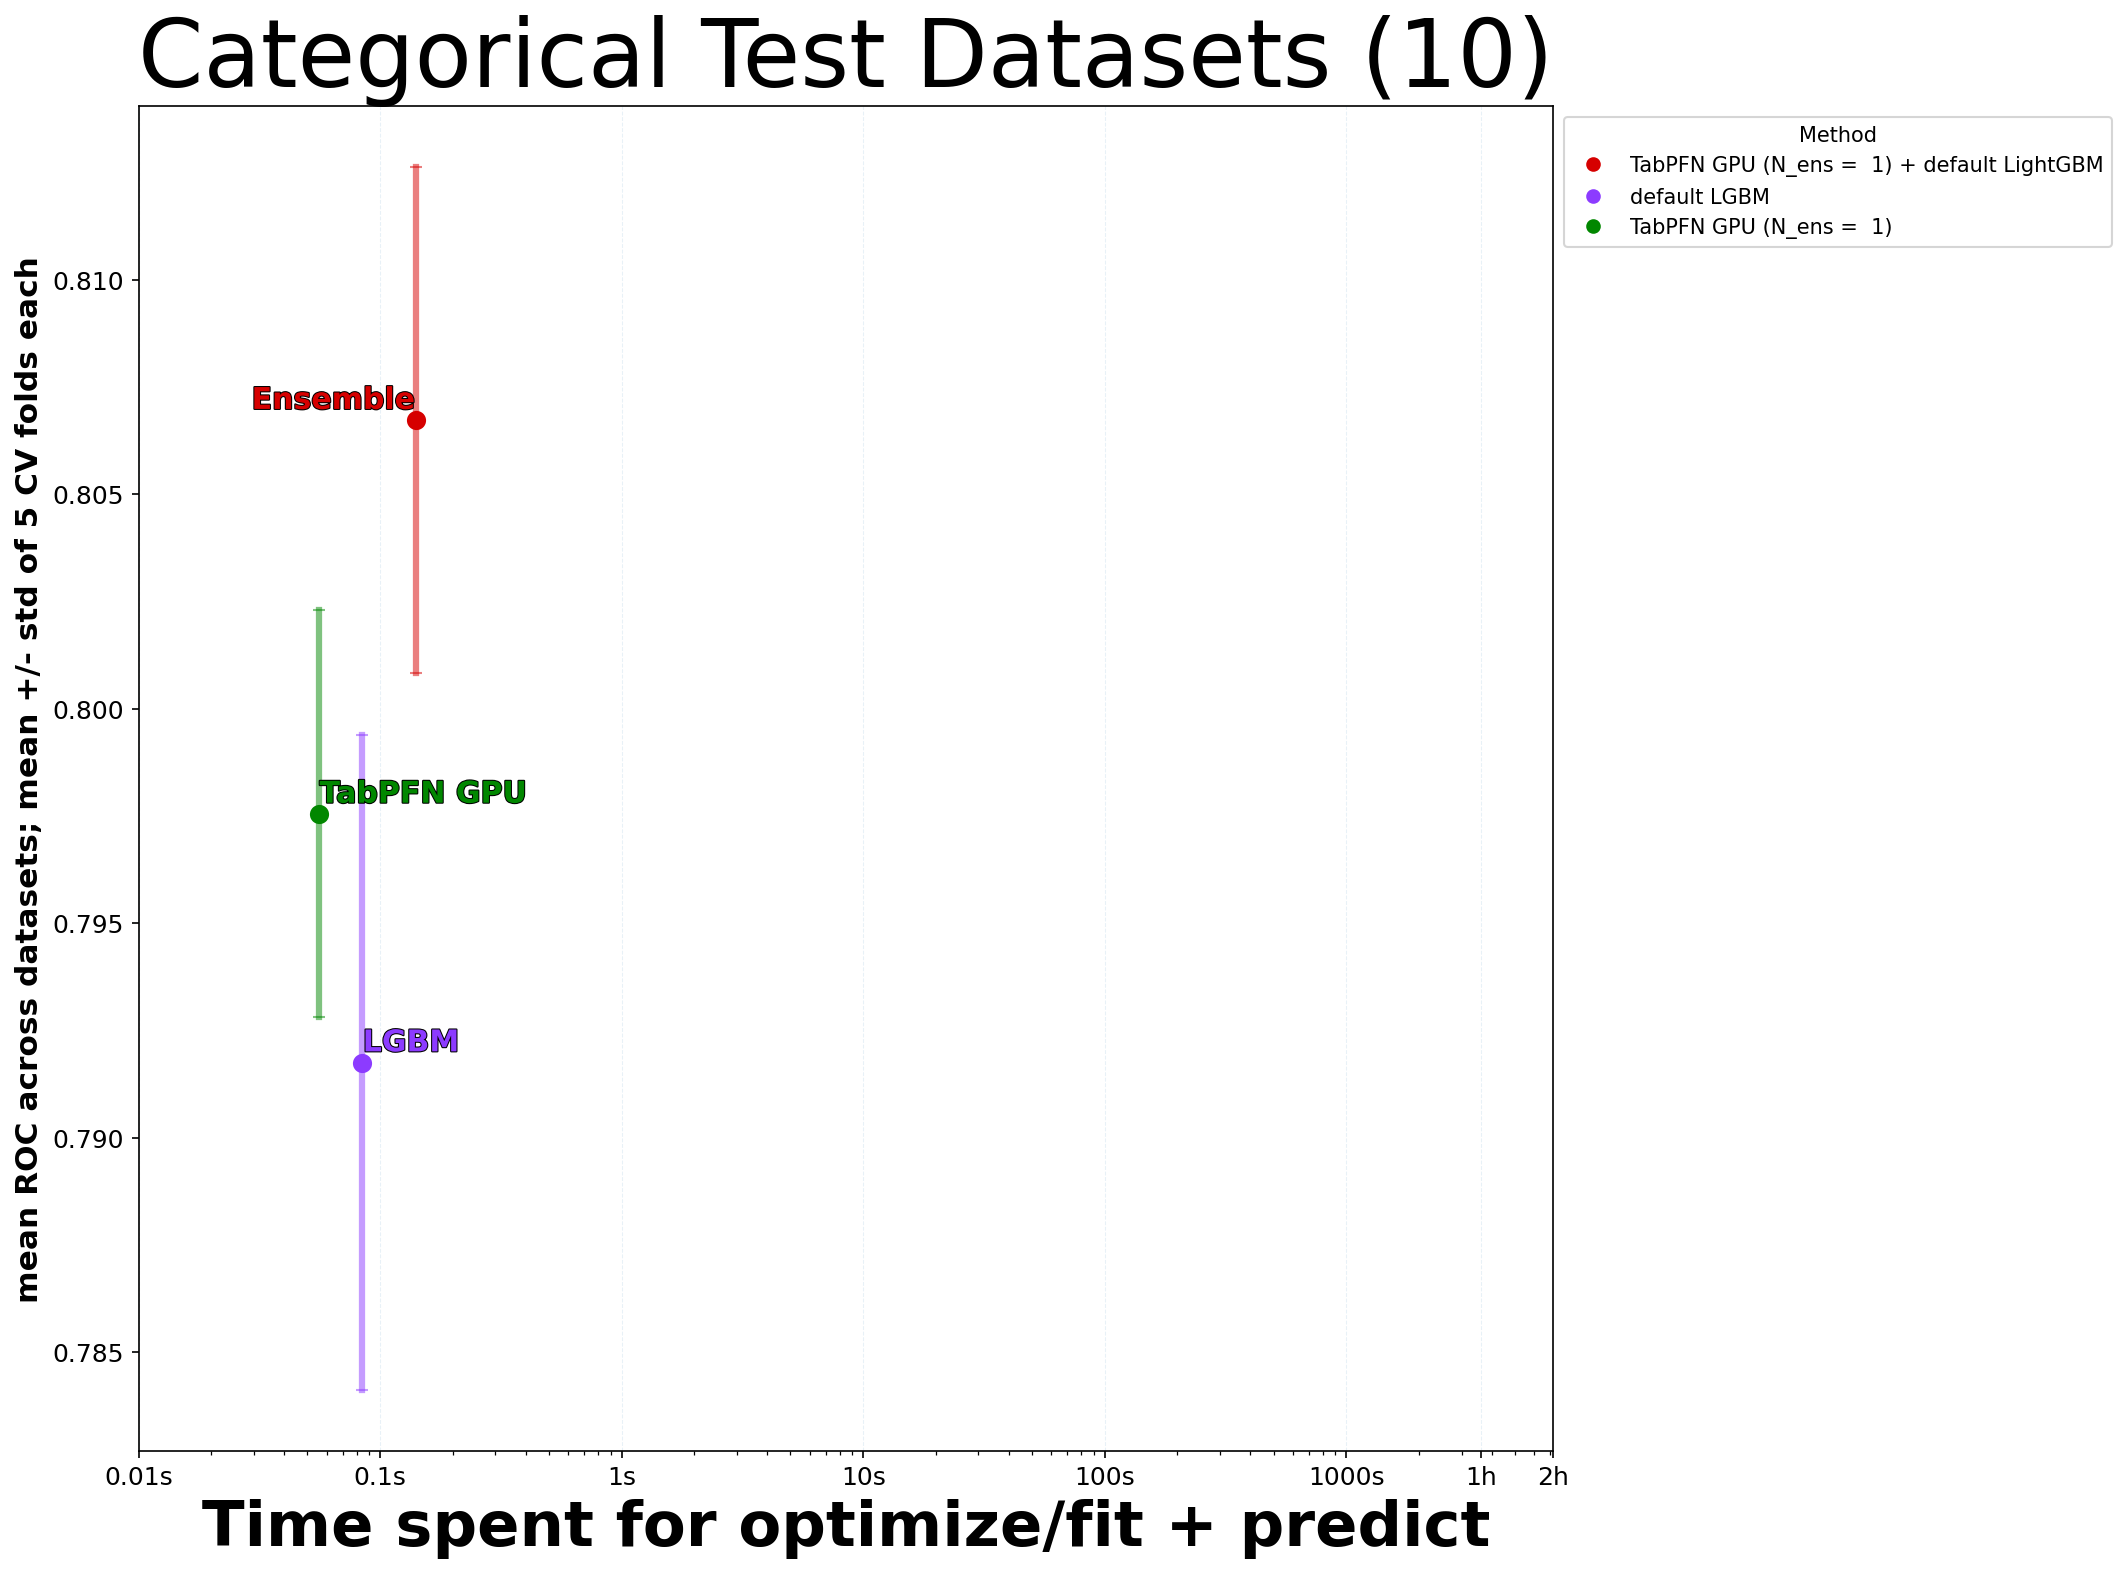 Categorical Test Datasets (10)
mean ROC across datasets; mean +/- std of 5 CV folds each
0.810
0.805
0.800
0.795
0.790
0.785
Ensemble
TabPFN GPU
LGBM
0.01s
0.1s
1s
10s
100s
1000s
1h
2h
Time spent for optimize/fit + predict
Method
TabPFN GPU (N_ens =  1) + default LightGBM
default LGBM
TabPFN GPU (N_ens =  1)